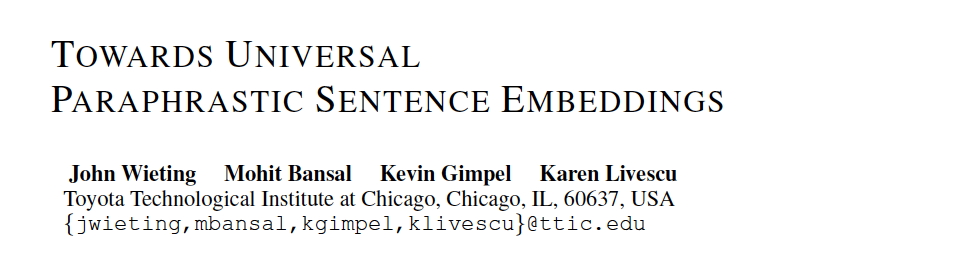 TOWARDS UNIVERSAL
PARAPHRASTIC SENTENCE EMBEDDINGS
John Wieting Mohit Bansal Kevin Gimpel Karen Livescu
Toyota Technological Institute at Chicago, Chicago, IL, 60637, USA
{jwieting,mbansal,kgimpel,klivescu}@ttic.edu